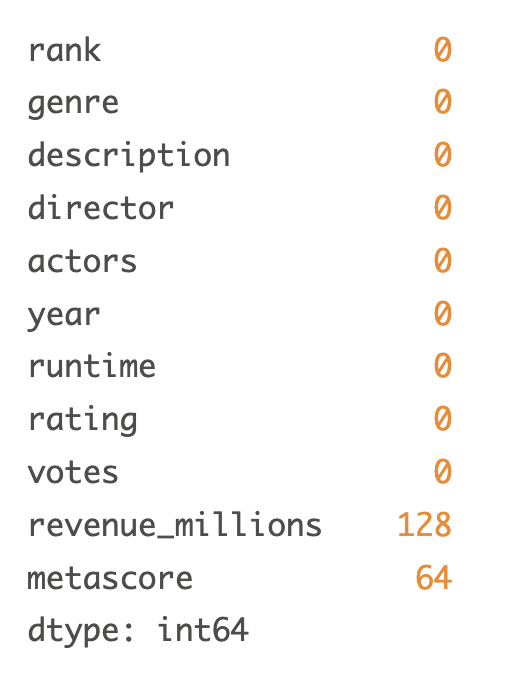 rank 0
genre 0
description 0
director 0
actors 0
year 0
runtime 0
rating 0
votes 0
revenue_millions 128
metascore 64
dtype: int64